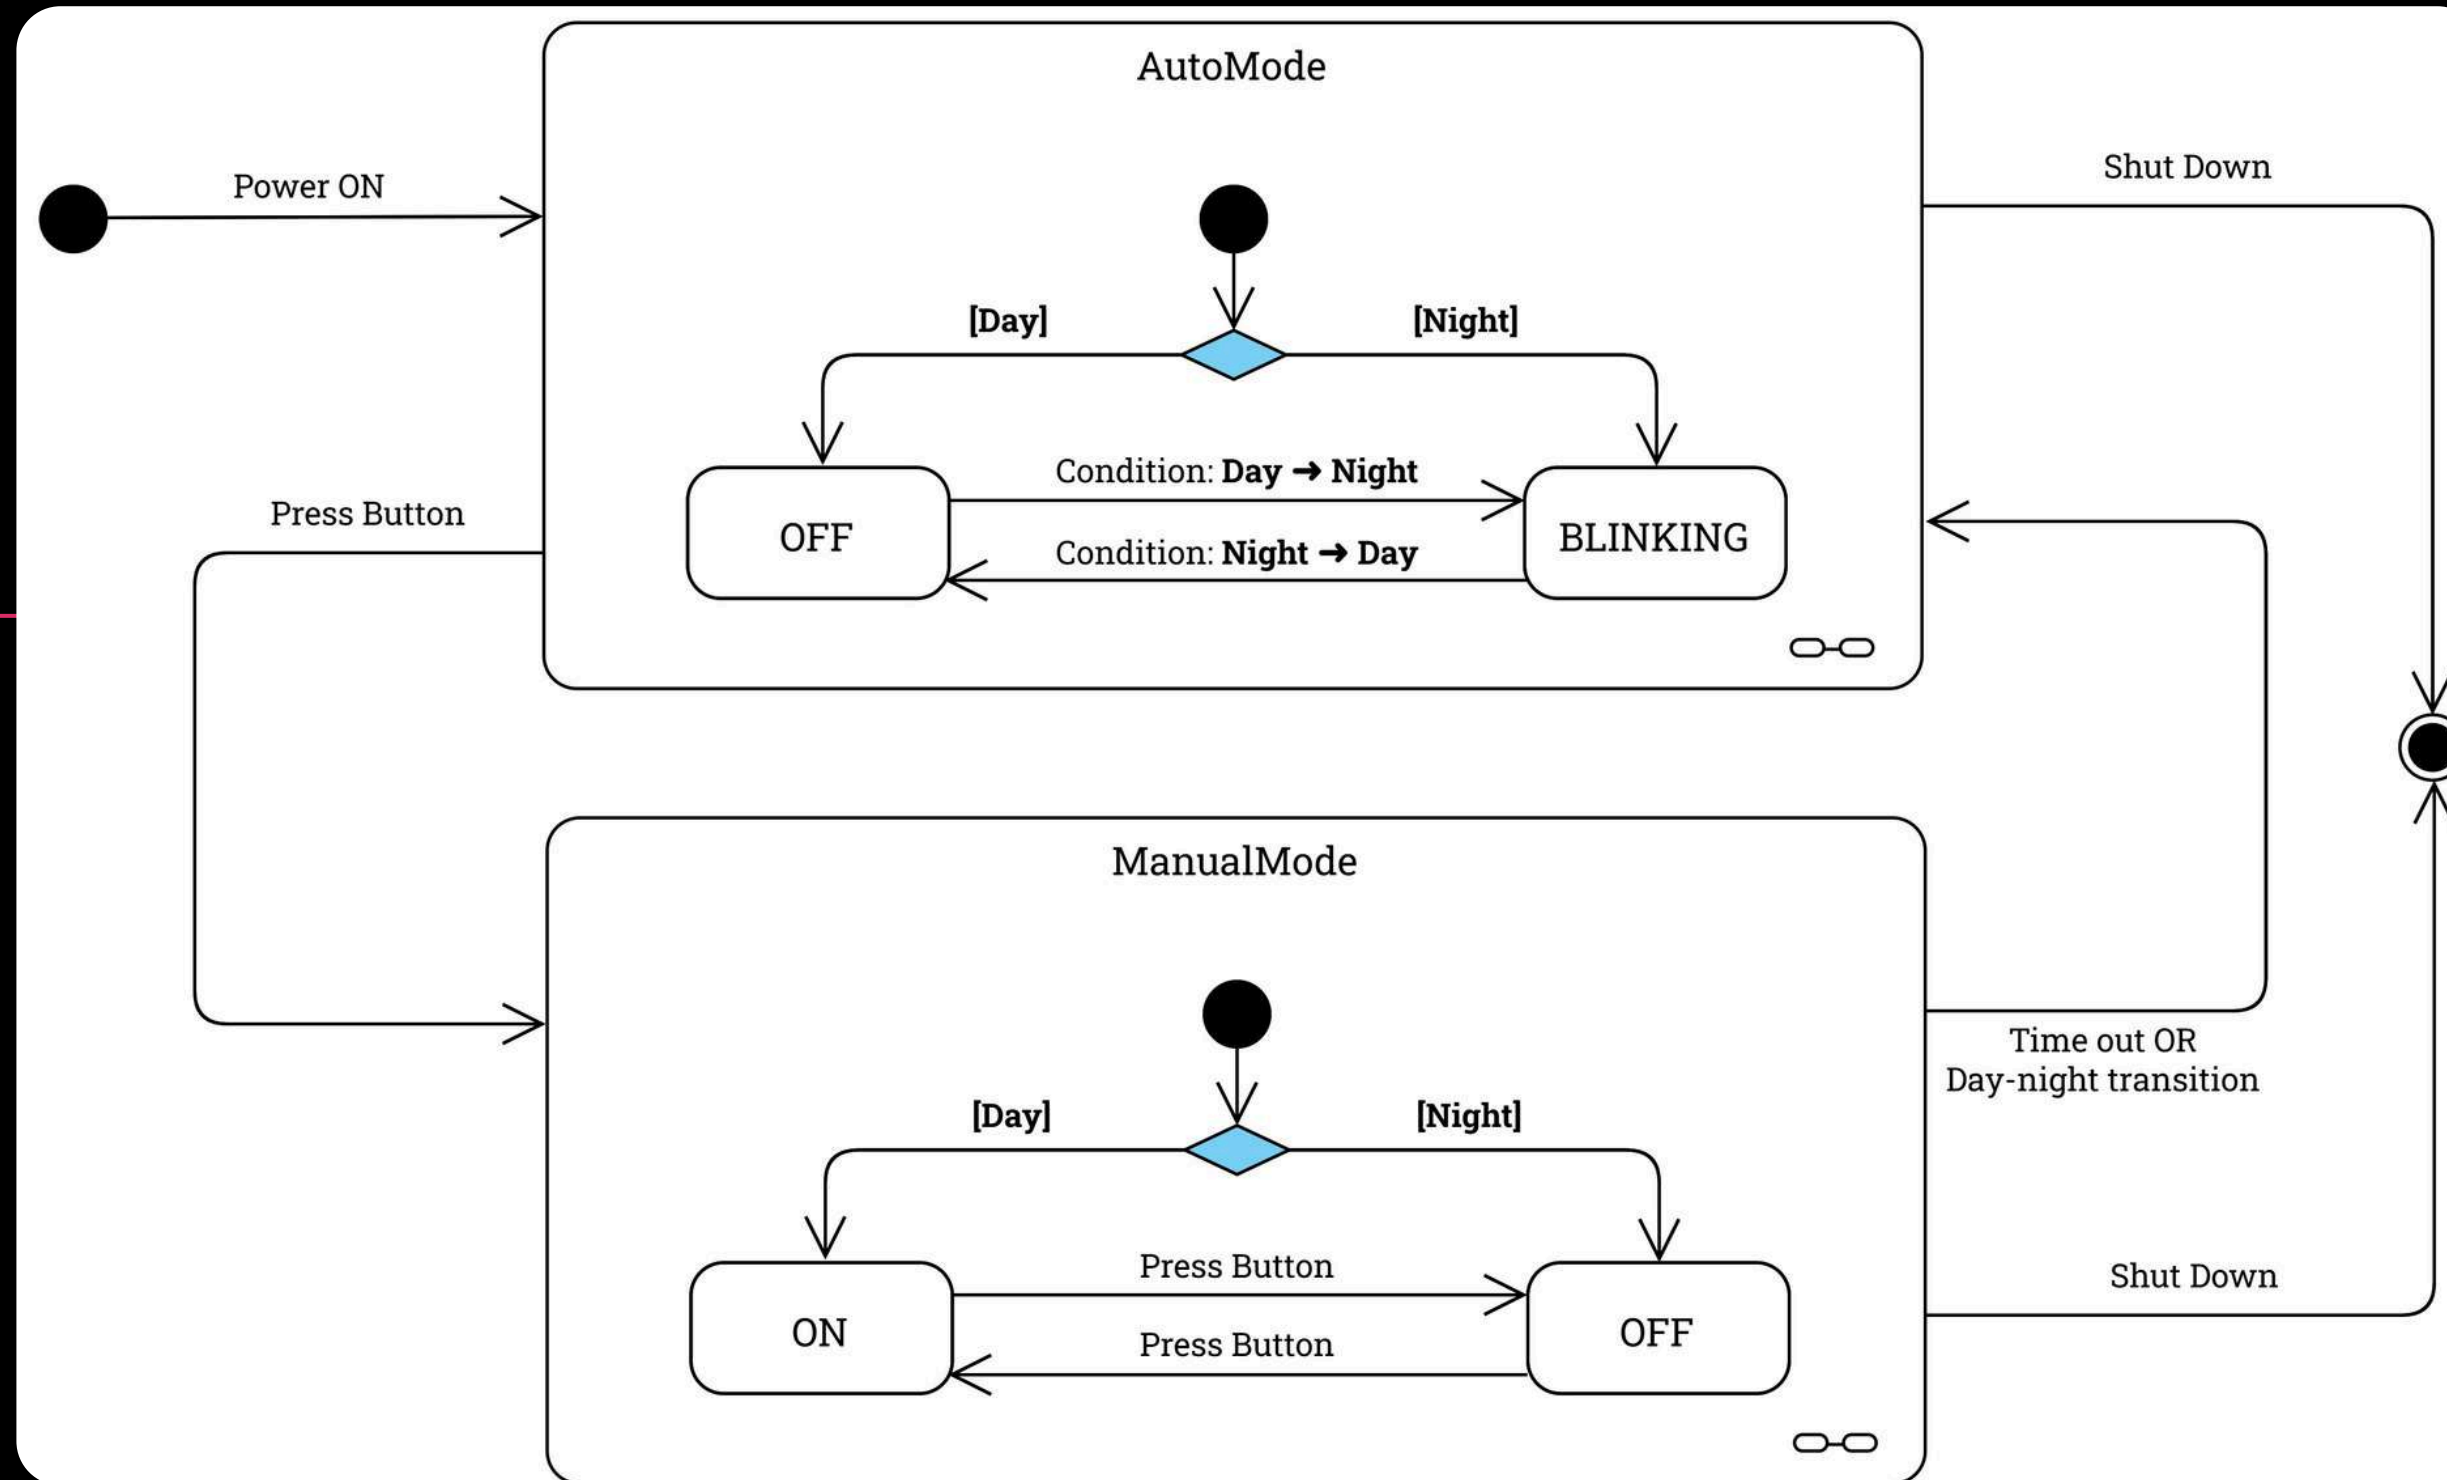 AutoMode
Power ON
Shut Down
[Day]
[Night]
Condition: Day → Night
Press Button
OFF
BLINKING
Condition: Night → Day
ManualMode
Time out OR
Day-night transition
[Day]
[Night]
Press Button
Shut Down
ON
OFF
Press Button